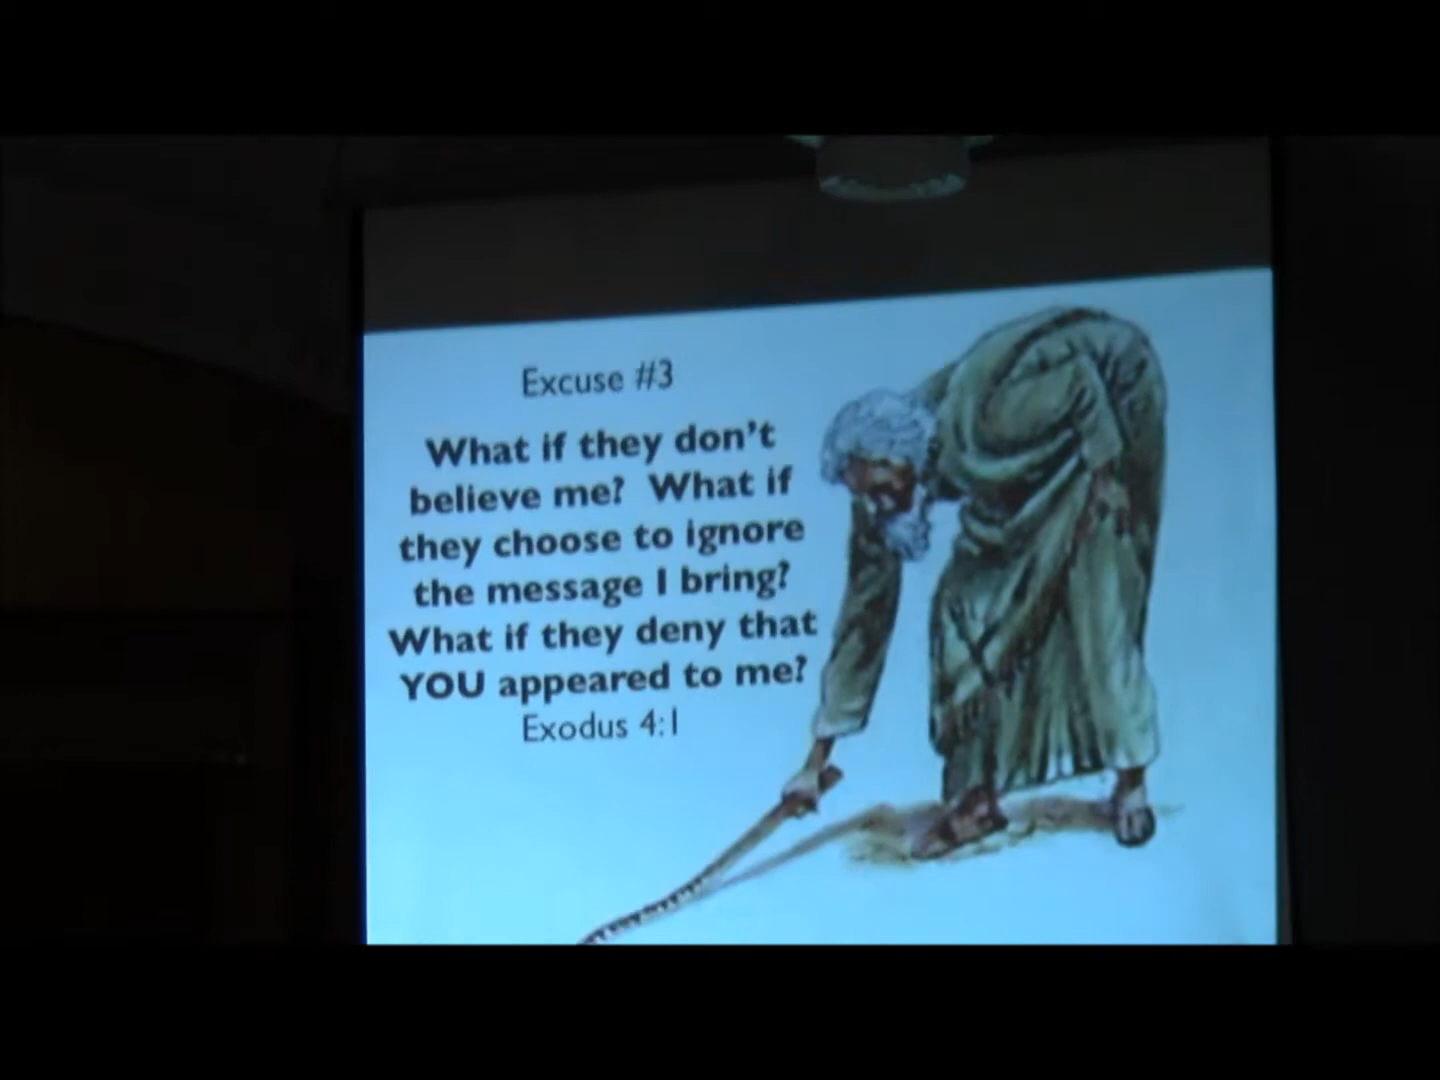 Excuse #3
What if they don't
believe me? What if
they choose to ignore
the message I bring?
What if they deny that
YOU appeared to me?
Exodus 4:1